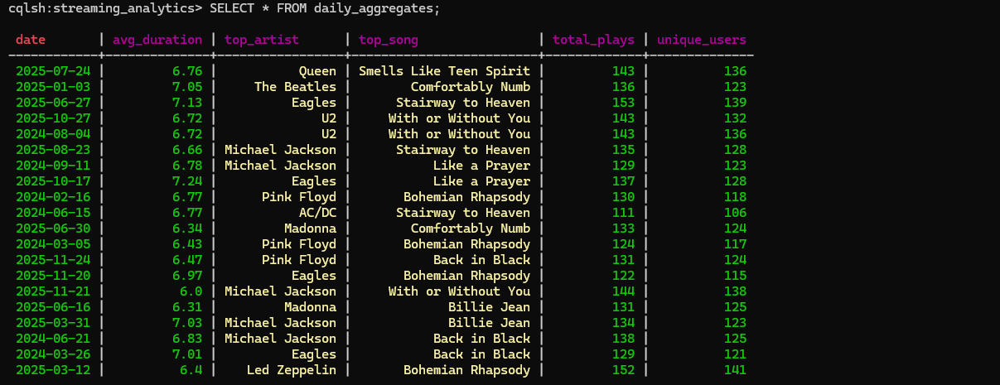 cqlsh:streaming_analytics> SELECT * FROM daily_aggregates;
 date       | avg_duration | top_artist      | top_song                | total_plays | unique_users
------------+--------------+-----------------+-------------------------+-------------+--------------
 2025-07-24 |         6.76 |           Queen | Smells Like Teen Spirit |         143 |          136
 2025-01-03 |         7.05 |     The Beatles |        Comfortably Numb |         136 |          123
 2025-06-27 |         7.13 |          Eagles |      Stairway to Heaven |         153 |          139
 2025-10-27 |         6.72 |              U2 |     With or Without You |         143 |          132
 2024-08-04 |         6.72 |              U2 |     With or Without You |         143 |          136
 2025-08-23 |         6.66 | Michael Jackson |      Stairway to Heaven |         135 |          128
 2024-09-11 |         6.78 | Michael Jackson |           Like a Prayer |         129 |          123
 2025-10-17 |         7.24 |          Eagles |           Like a Prayer |         137 |          128
 2024-02-16 |         6.77 |      Pink Floyd |       Bohemian Rhapsody |         130 |          118
 2024-06-15 |         6.77 |           AC/DC |      Stairway to Heaven |         111 |          106
 2025-06-30 |         6.34 |         Madonna |        Comfortably Numb |         133 |          124
 2024-03-05 |         6.43 |      Pink Floyd |       Bohemian Rhapsody |         124 |          117
 2025-11-24 |         6.47 |      Pink Floyd |           Back in Black |         131 |          124
 2025-11-20 |         6.97 |          Eagles |       Bohemian Rhapsody |         122 |          115
 2025-11-21 |          6.0 | Michael Jackson |     With or Without You |         144 |          138
 2025-06-16 |         6.31 |         Madonna |             Billie Jean |         131 |          125
 2025-03-31 |         7.03 | Michael Jackson |             Billie Jean |         134 |          123
 2024-06-21 |         6.83 | Michael Jackson |           Back in Black |         138 |          125
 2024-03-26 |         7.01 |          Eagles |           Back in Black |         129 |          121
 2025-03-12 |          6.4 |    Led Zeppelin |       Bohemian Rhapsody |         152 |          141